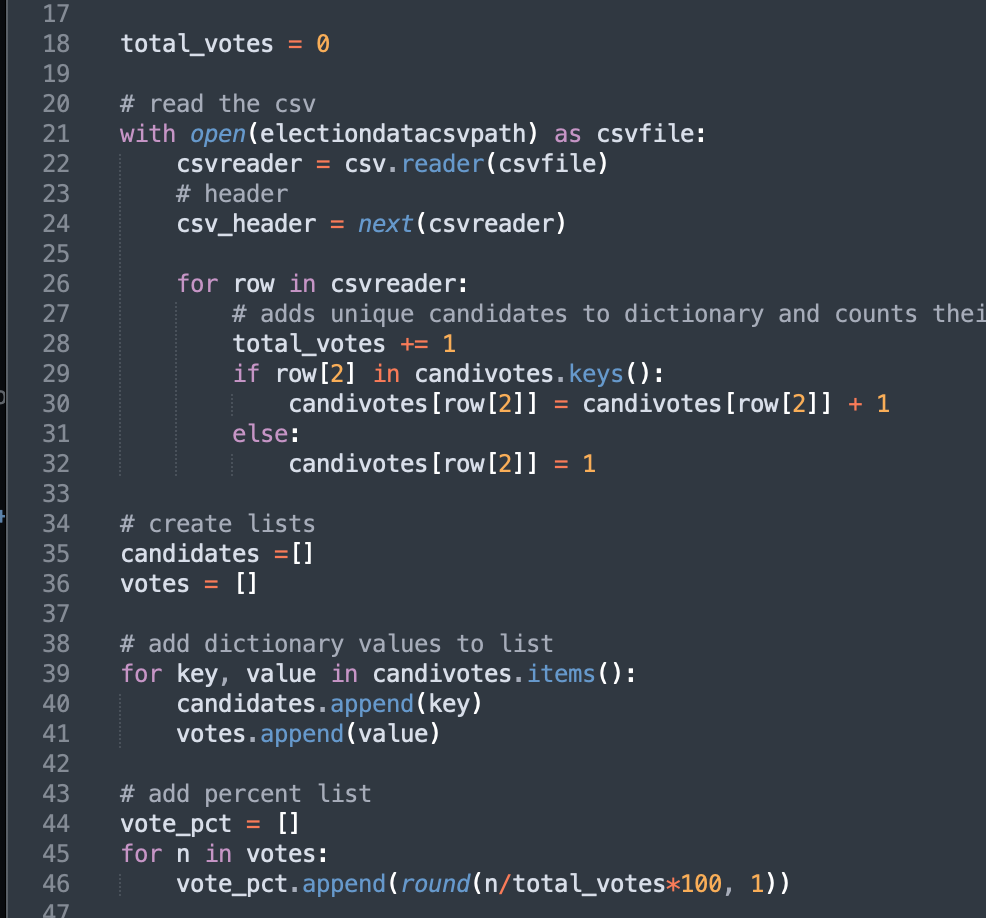 17
18 total_votes = 0
19
20 # read the csv
21 with open(electiondatacsvpath) as csvfile:
22     csvreader = csv.reader(csvfile)
23     # header
24     csv_header = next(csvreader)
25
26     for row in csvreader:
27         # adds unique candidates to dictionary and counts thei
28         total_votes += 1
29         if row[2] in candivotes.keys():
30             candivotes[row[2]] = candivotes[row[2]] + 1
31         else:
32             candivotes[row[2]] = 1
33
34 # create lists
35 candidates =[]
36 votes = []
37
38 # add dictionary values to list
39 for key, value in candivotes.items():
40     candidates.append(key)
41     votes.append(value)
42
43 # add percent list
44 vote_pct = []
45 for n in votes:
46     vote_pct.append(round(n/total_votes*100, 1))
47